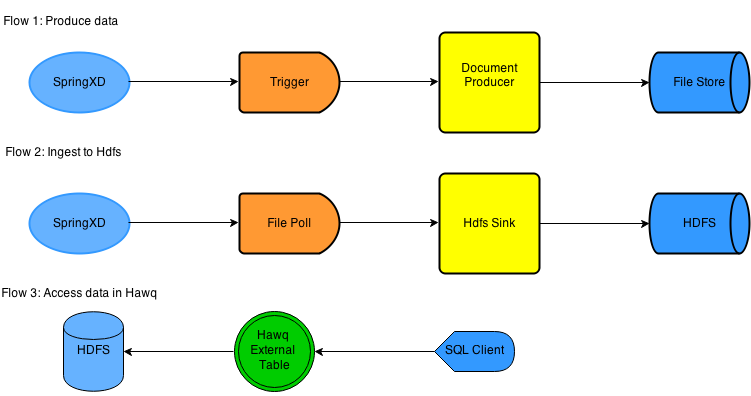 Flow 1: Produce data
SpringXD
Trigger
Document
Producer
File Store
Flow 2: Ingest to Hdfs
SpringXD
File Poll
Hdfs Sink
HDFS
Flow 3: Access data in Hawq
HDFS
Hawq
External
Table
SQL Client